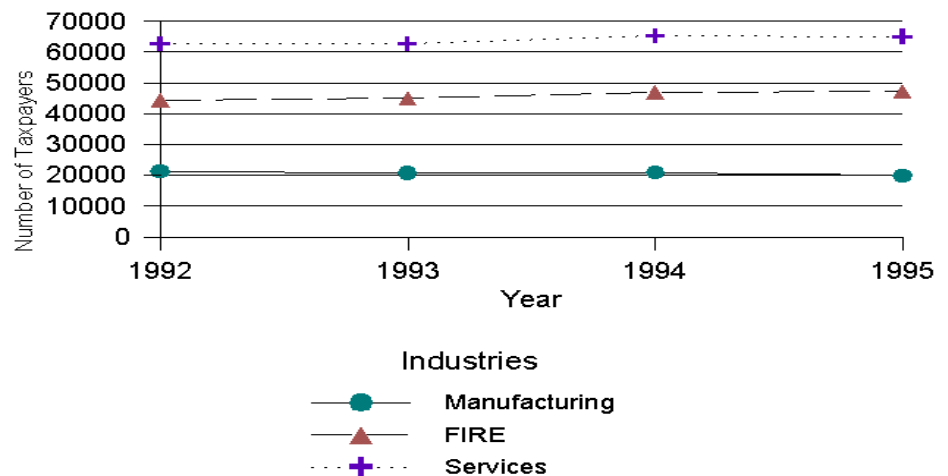 70000
60000
50000
40000
30000
20000
10000
0
Number of Taxpayers
1992 1993 1994 1995
Year
Industries
Manufacturing
FIRE
Services